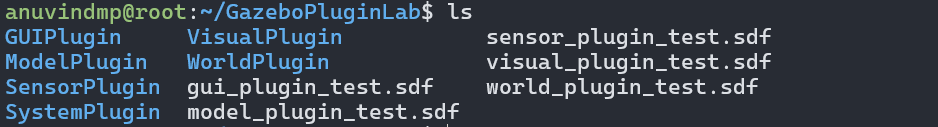 anuvindmp@root:~/GazeboPluginLab$ ls
GUIPlugin     VisualPlugin           sensor_plugin_test.sdf
ModelPlugin   WorldPlugin            visual_plugin_test.sdf
SensorPlugin  gui_plugin_test.sdf    world_plugin_test.sdf
SystemPlugin  model_plugin_test.sdf